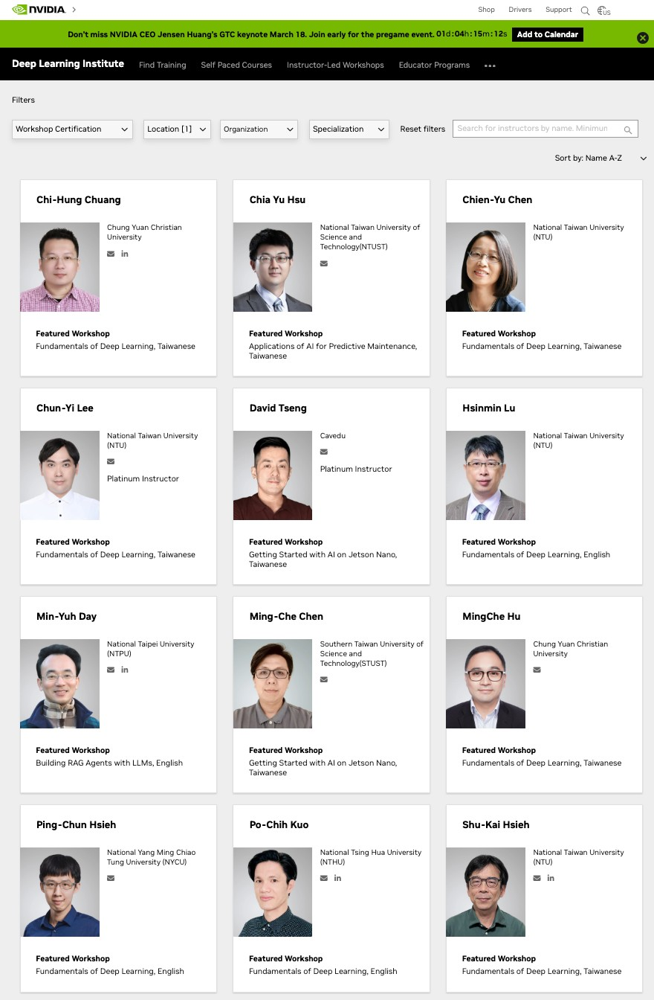 NVIDIA.
Shop Drivers Support US
Don't miss NVIDIA CEO Jensen Huang's GTC keynote March 18. Join early for the pregame event. 01d:04h:15m:12s Add to Calendar
Deep Learning Institute Find Training Self Paced Courses Instructor-Led Workshops Educator Programs •••
Filters
Workshop Certification Location [1] Organization Specialization Reset filters Search for instructors by name. Minimun
Sort by: Name A-Z
Chi-Hung Chuang
Chung Yuan Christian
University
in
Featured Workshop
Fundamentals of Deep Learning, Taiwanese
Chia Yu Hsu
National Taiwan University of
Science and
Technology(NTUST)
Featured Workshop
Applications of AI for Predictive Maintenance,
Taiwanese
Chien-Yu Chen
National Taiwan University
(NTU)
Featured Workshop
Fundamentals of Deep Learning, Taiwanese
Chun-Yi Lee
National Taiwan University
(NTU)
Platinum Instructor
Featured Workshop
Fundamentals of Deep Learning, Taiwanese
David Tseng
Cavedu
Platinum Instructor
Featured Workshop
Getting Started with AI on Jetson Nano,
Taiwanese
Hsinmin Lu
National Taiwan University
(NTU)
Featured Workshop
Fundamentals of Deep Learning, English
Min-Yuh Day
National Taipei University
(NTPU)
in
Featured Workshop
Building RAG Agents with LLMs, English
Ming-Che Chen
Southern Taiwan University of
Science and
Technology(STUST)
Featured Workshop
Getting Started with AI on Jetson Nano,
Taiwanese
MingChe Hu
Chung Yuan Christian
University
Featured Workshop
Fundamentals of Deep Learning, Taiwanese
Ping-Chun Hsieh
National Yang Ming Chiao
Tung University (NYCU)
Featured Workshop
Fundamentals of Deep Learning, English
Po-Chih Kuo
National Tsing Hua University
(NTHU)
in
Featured Workshop
Fundamentals of Deep Learning, English
Shu-Kai Hsieh
National Taiwan University
(NTU)
in
Featured Workshop
Fundamentals of Deep Learning, Taiwanese